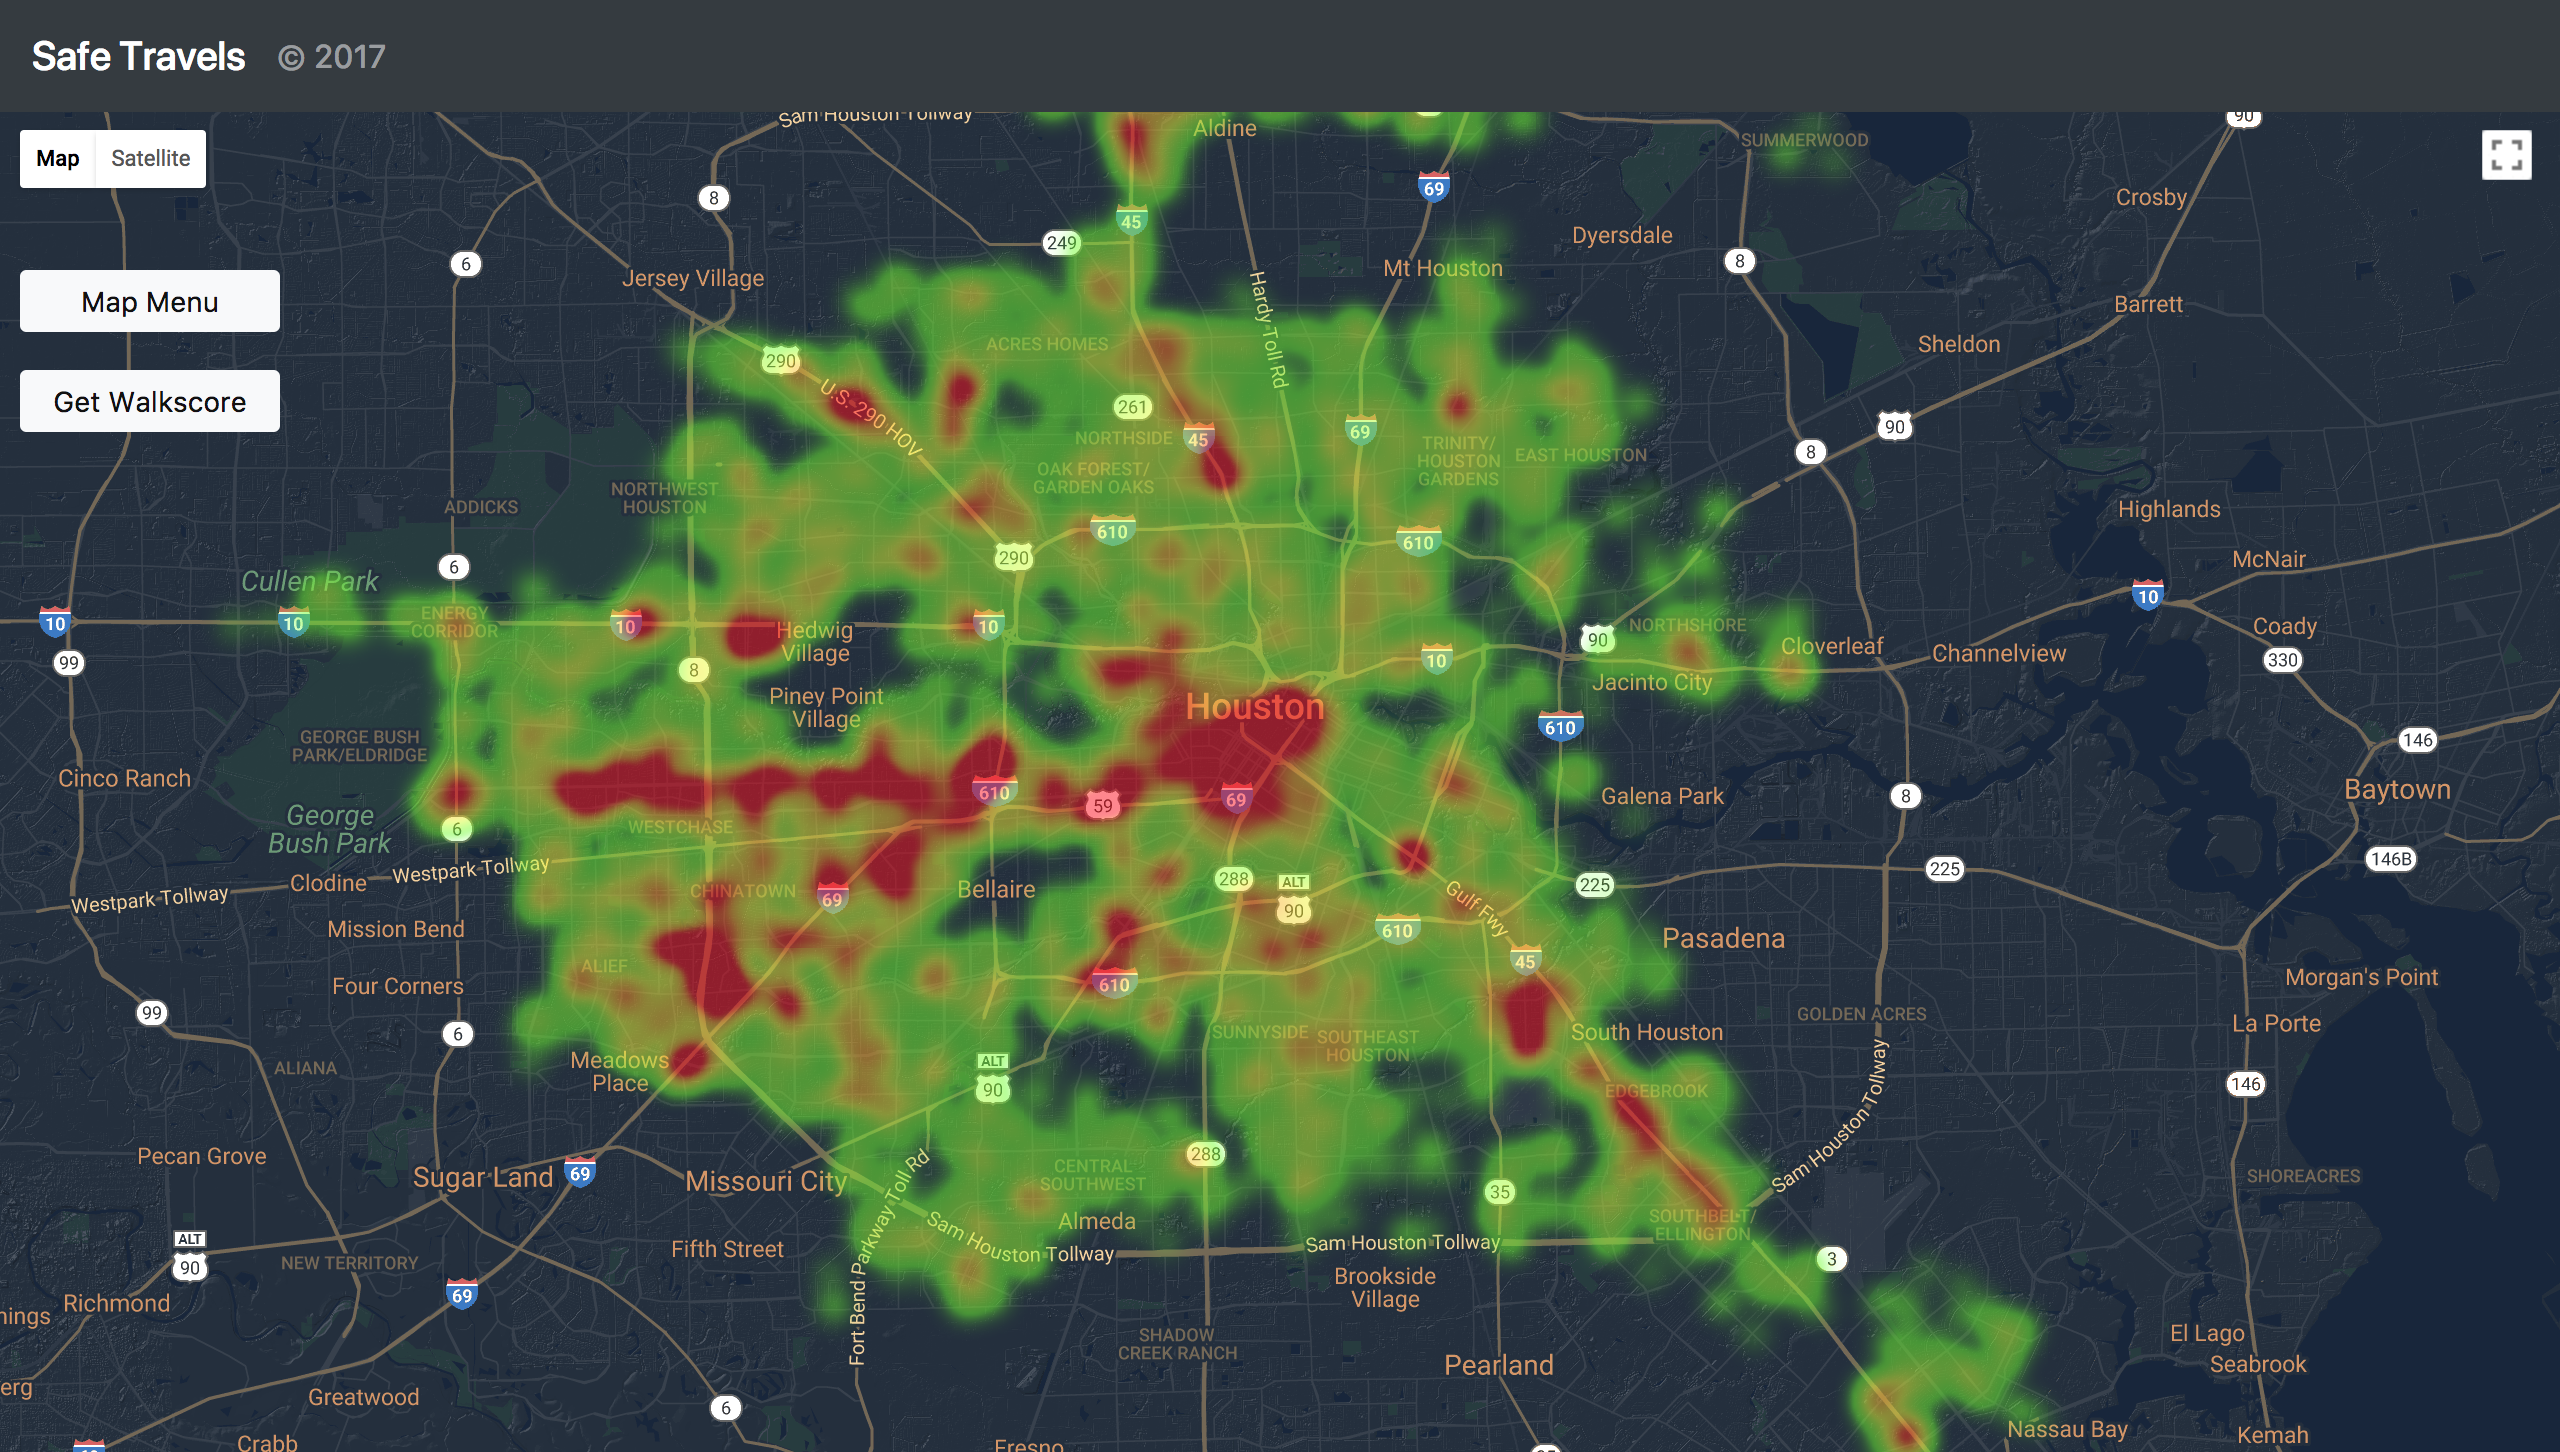 Safe Travels © 2017
Map Satellite
Map Menu
Get Walkscore
Sam Houston Tollway
Aldine
SUMMERWOOD
90
69
8
Crosby
45
249
Dyersdale
6
Jersey Village
Mt Houston
8
Hardy Toll Rd
Barrett
ACRES HOMES
Sheldon
290
U.S. 290 HOV
261
NORTHSIDE
45
69
90
TRINITY/
HOUSTON
GARDENS
EAST HOUSTON
8
OAK FOREST/
GARDEN OAKS
NORTHWEST
HOUSTON
ADDICKS
Highlands
610
610
290
McNair
6
Cullen Park
10
10
ENERGY
CORRIDOR
10
10
10
Hedwig
Village
90
NORTHSHORE
Cloverleaf
Channelview
Coady
330
99
8
10
Jacinto City
Piney Point
Village
Houston
610
146
GEORGE BUSH
PARK/ELDRIDGE
Cinco Ranch
Baytown
610
59
69
Galena Park
8
George
Bush Park
6
WESTCHASE
146B
Westpark Tollway
Westpark Tollway
Clodine
CHINATOWN
69
Bellaire
288
ALT
90
Gulf Fwy
225
225
Mission Bend
610
Pasadena
ALIEF
45
Four Corners
610
Morgan's Point
99
6
SUNNYSIDE
SOUTHEAST
HOUSTON
South Houston
GOLDEN ACRES
La Porte
Meadows
Place
ALIANA
ALT
90
EDGEBROOK
146
Sam Houston Tollway
Pecan Grove
Sugar Land
69
Missouri City
CENTRAL
SOUTHWEST
288
35
SHOREACRES
Fort Bend Parkway Toll Rd
Almeda
SOUTHBELT/
ELLINGTON
Sam Houston Tollway
Sam Houston Tollway
ALT
90
NEW TERRITORY
Fifth Street
3
69
Brookside
Village
Richmond
nings
SHADOW
CREEK RANCH
El Lago
Seabrook
Pearland
erg
Greatwood
6
Nassau Bay
Kemah
Crabb
Fresno